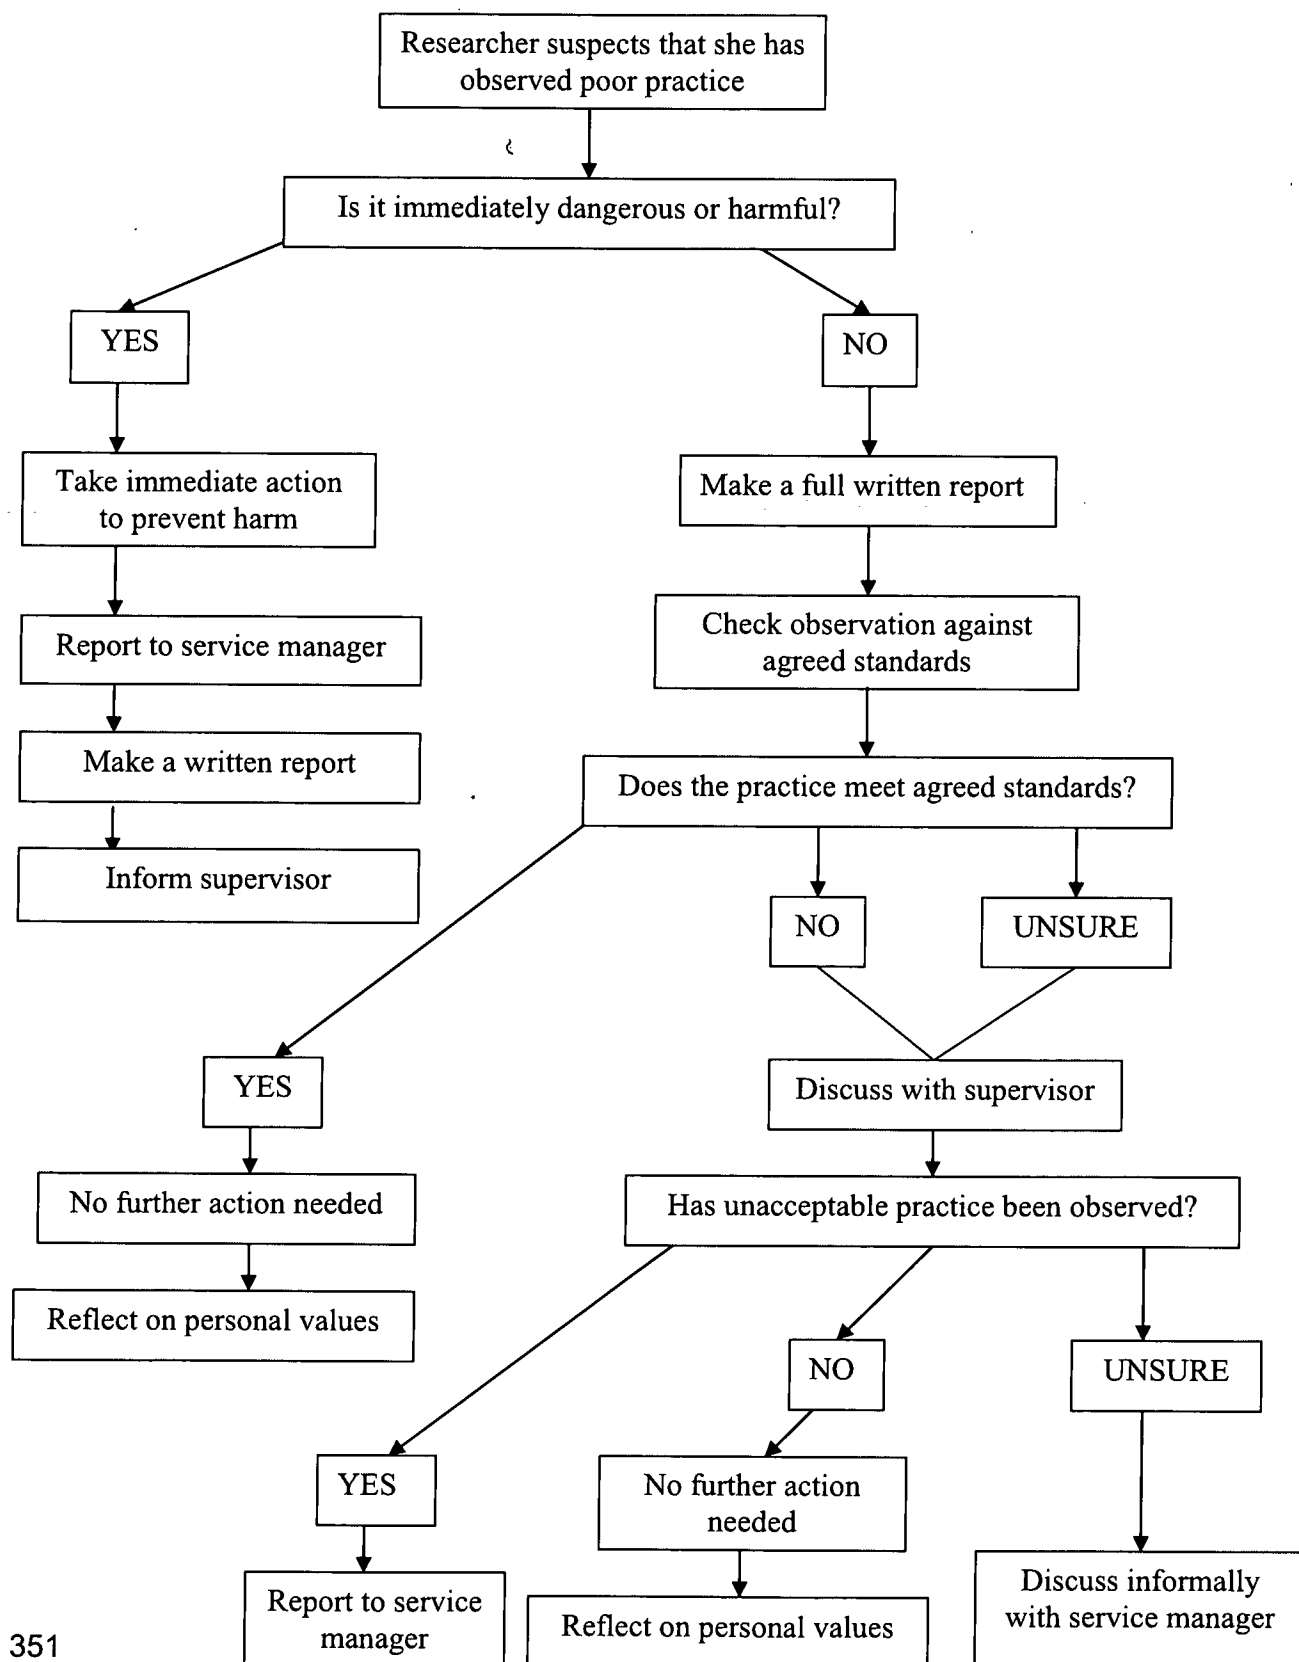 Researcher suspects that she has
observed poor practice
Is it immediately dangerous or harmful?
YES
NO
Take immediate action
to prevent harm
Make a full written report
Report to service manager
Check observation against
agreed standards
Make a written report
Does the practice meet agreed standards?
Inform supervisor
NO
UNSURE
YES
Discuss with supervisor
No further action needed
Has unacceptable practice been observed?
Reflect on personal values
NO
UNSURE
YES
No further action
needed
Report to service
manager
Reflect on personal values
Discuss informally
with service manager
351